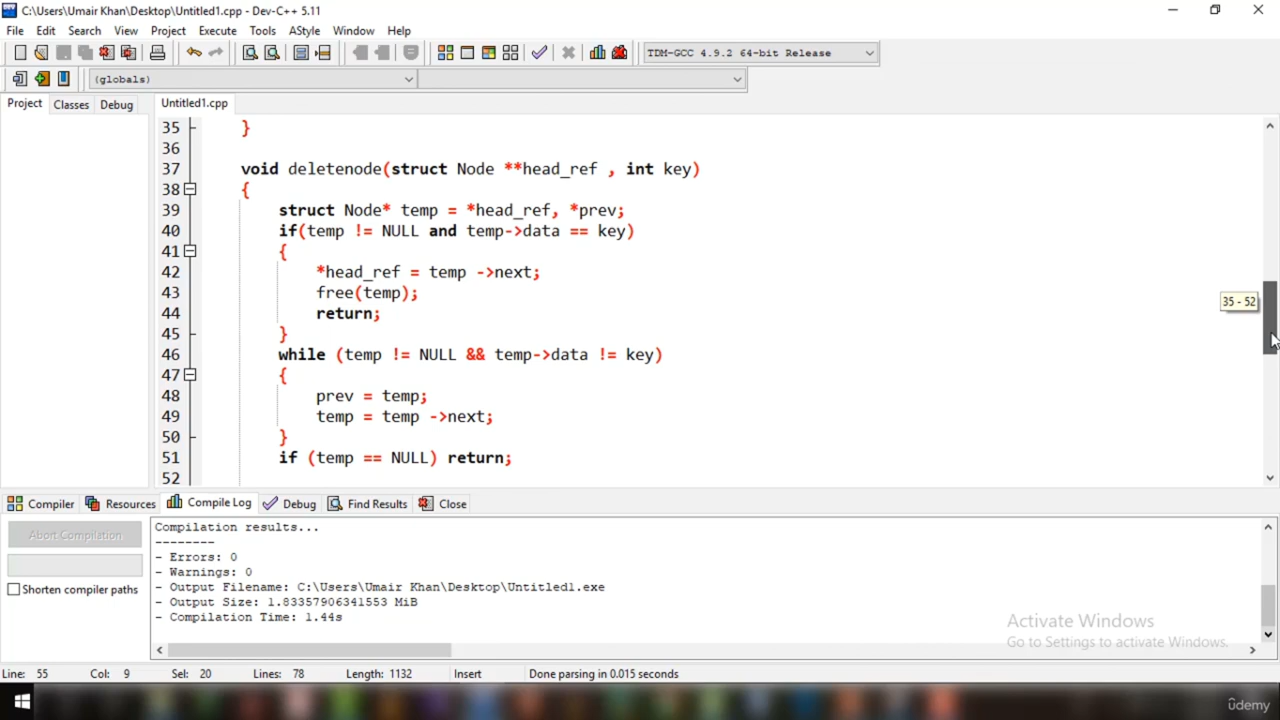 C:\Users\Umair Khan\Desktop\Untitled1.cpp - Dev-C++ 5.11
File Edit Search View Project Execute Tools AStyle Window Help
TDM-GCC 4.9.2 64-bit Release
(globals)
Project Classes Debug Untitled1.cpp
35 }
36
37 void deletenode(struct Node **head_ref , int key)
38 {
39 struct Node* temp = *head_ref, *prev;
40 if(temp != NULL and temp->data == key)
41 {
42 *head_ref = temp ->next;
43 free(temp);
44 return;
45 }
46 while (temp != NULL && temp->data != key)
47 {
48 prev = temp;
49 temp = temp ->next;
50 }
51 if (temp == NULL) return;
52
35 - 52
Compiler Resources Compile Log Debug Find Results Close
Abort Compilation
Shorten compiler paths
Compilation results...
--------
- Errors: 0
- Warnings: 0
- Output Filename: C:\Users\Umair Khan\Desktop\Untitled1.exe
- Output Size: 1.83357906341553 MiB
- Compilation Time: 1.44s
Activate Windows
Go to Settings to activate Windows.
Line: 55 Col: 9 Sel: 20 Lines: 78 Length: 1132 Insert Done parsing in 0.015 seconds
ûdemy